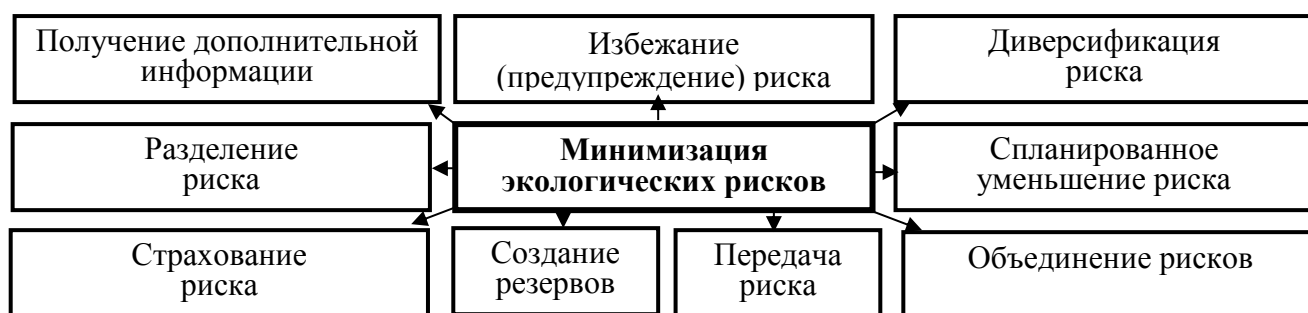 Получение дополнительной
информации
Избежание
(предупреждение) риска
Диверсификация
риска
Разделение
риска
Минимизация
экологических рисков
Спланированное
уменьшение риска
Страхование
риска
Создание
резервов
Передача
риска
Объединение рисков